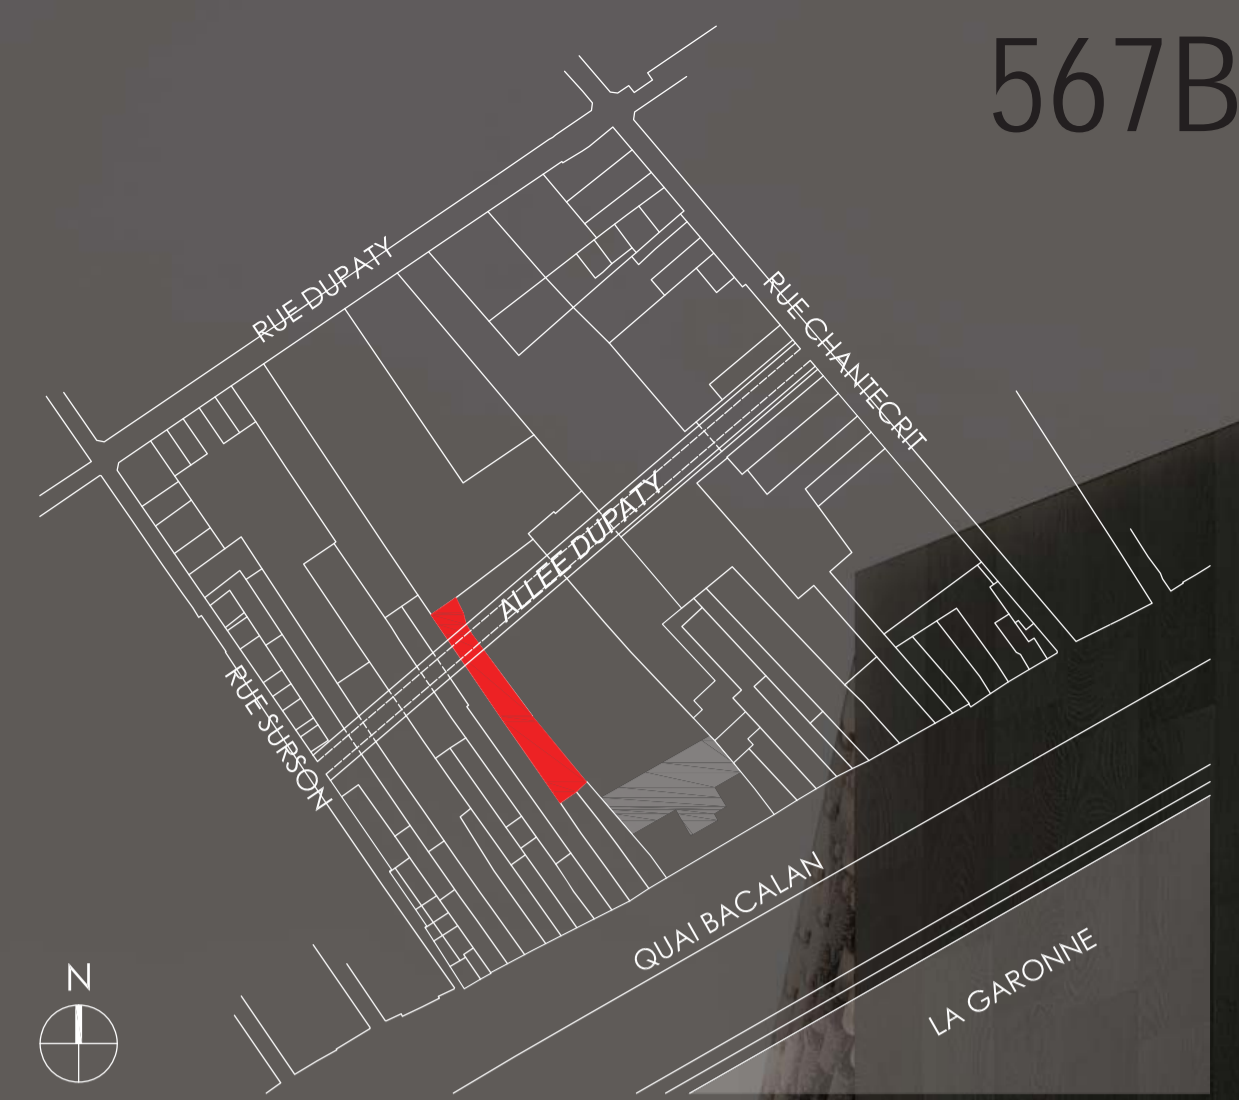 567B
RUE DUPATY
RUE CHANTECRIT
ALLEE DUPATY
RUE SURSON
QUAI BACALAN
LA GARONNE
N